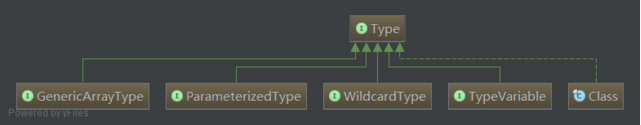 Type
GenericArrayType ParameterizedType WildcardType TypeVariable Class
Powered by yFiles